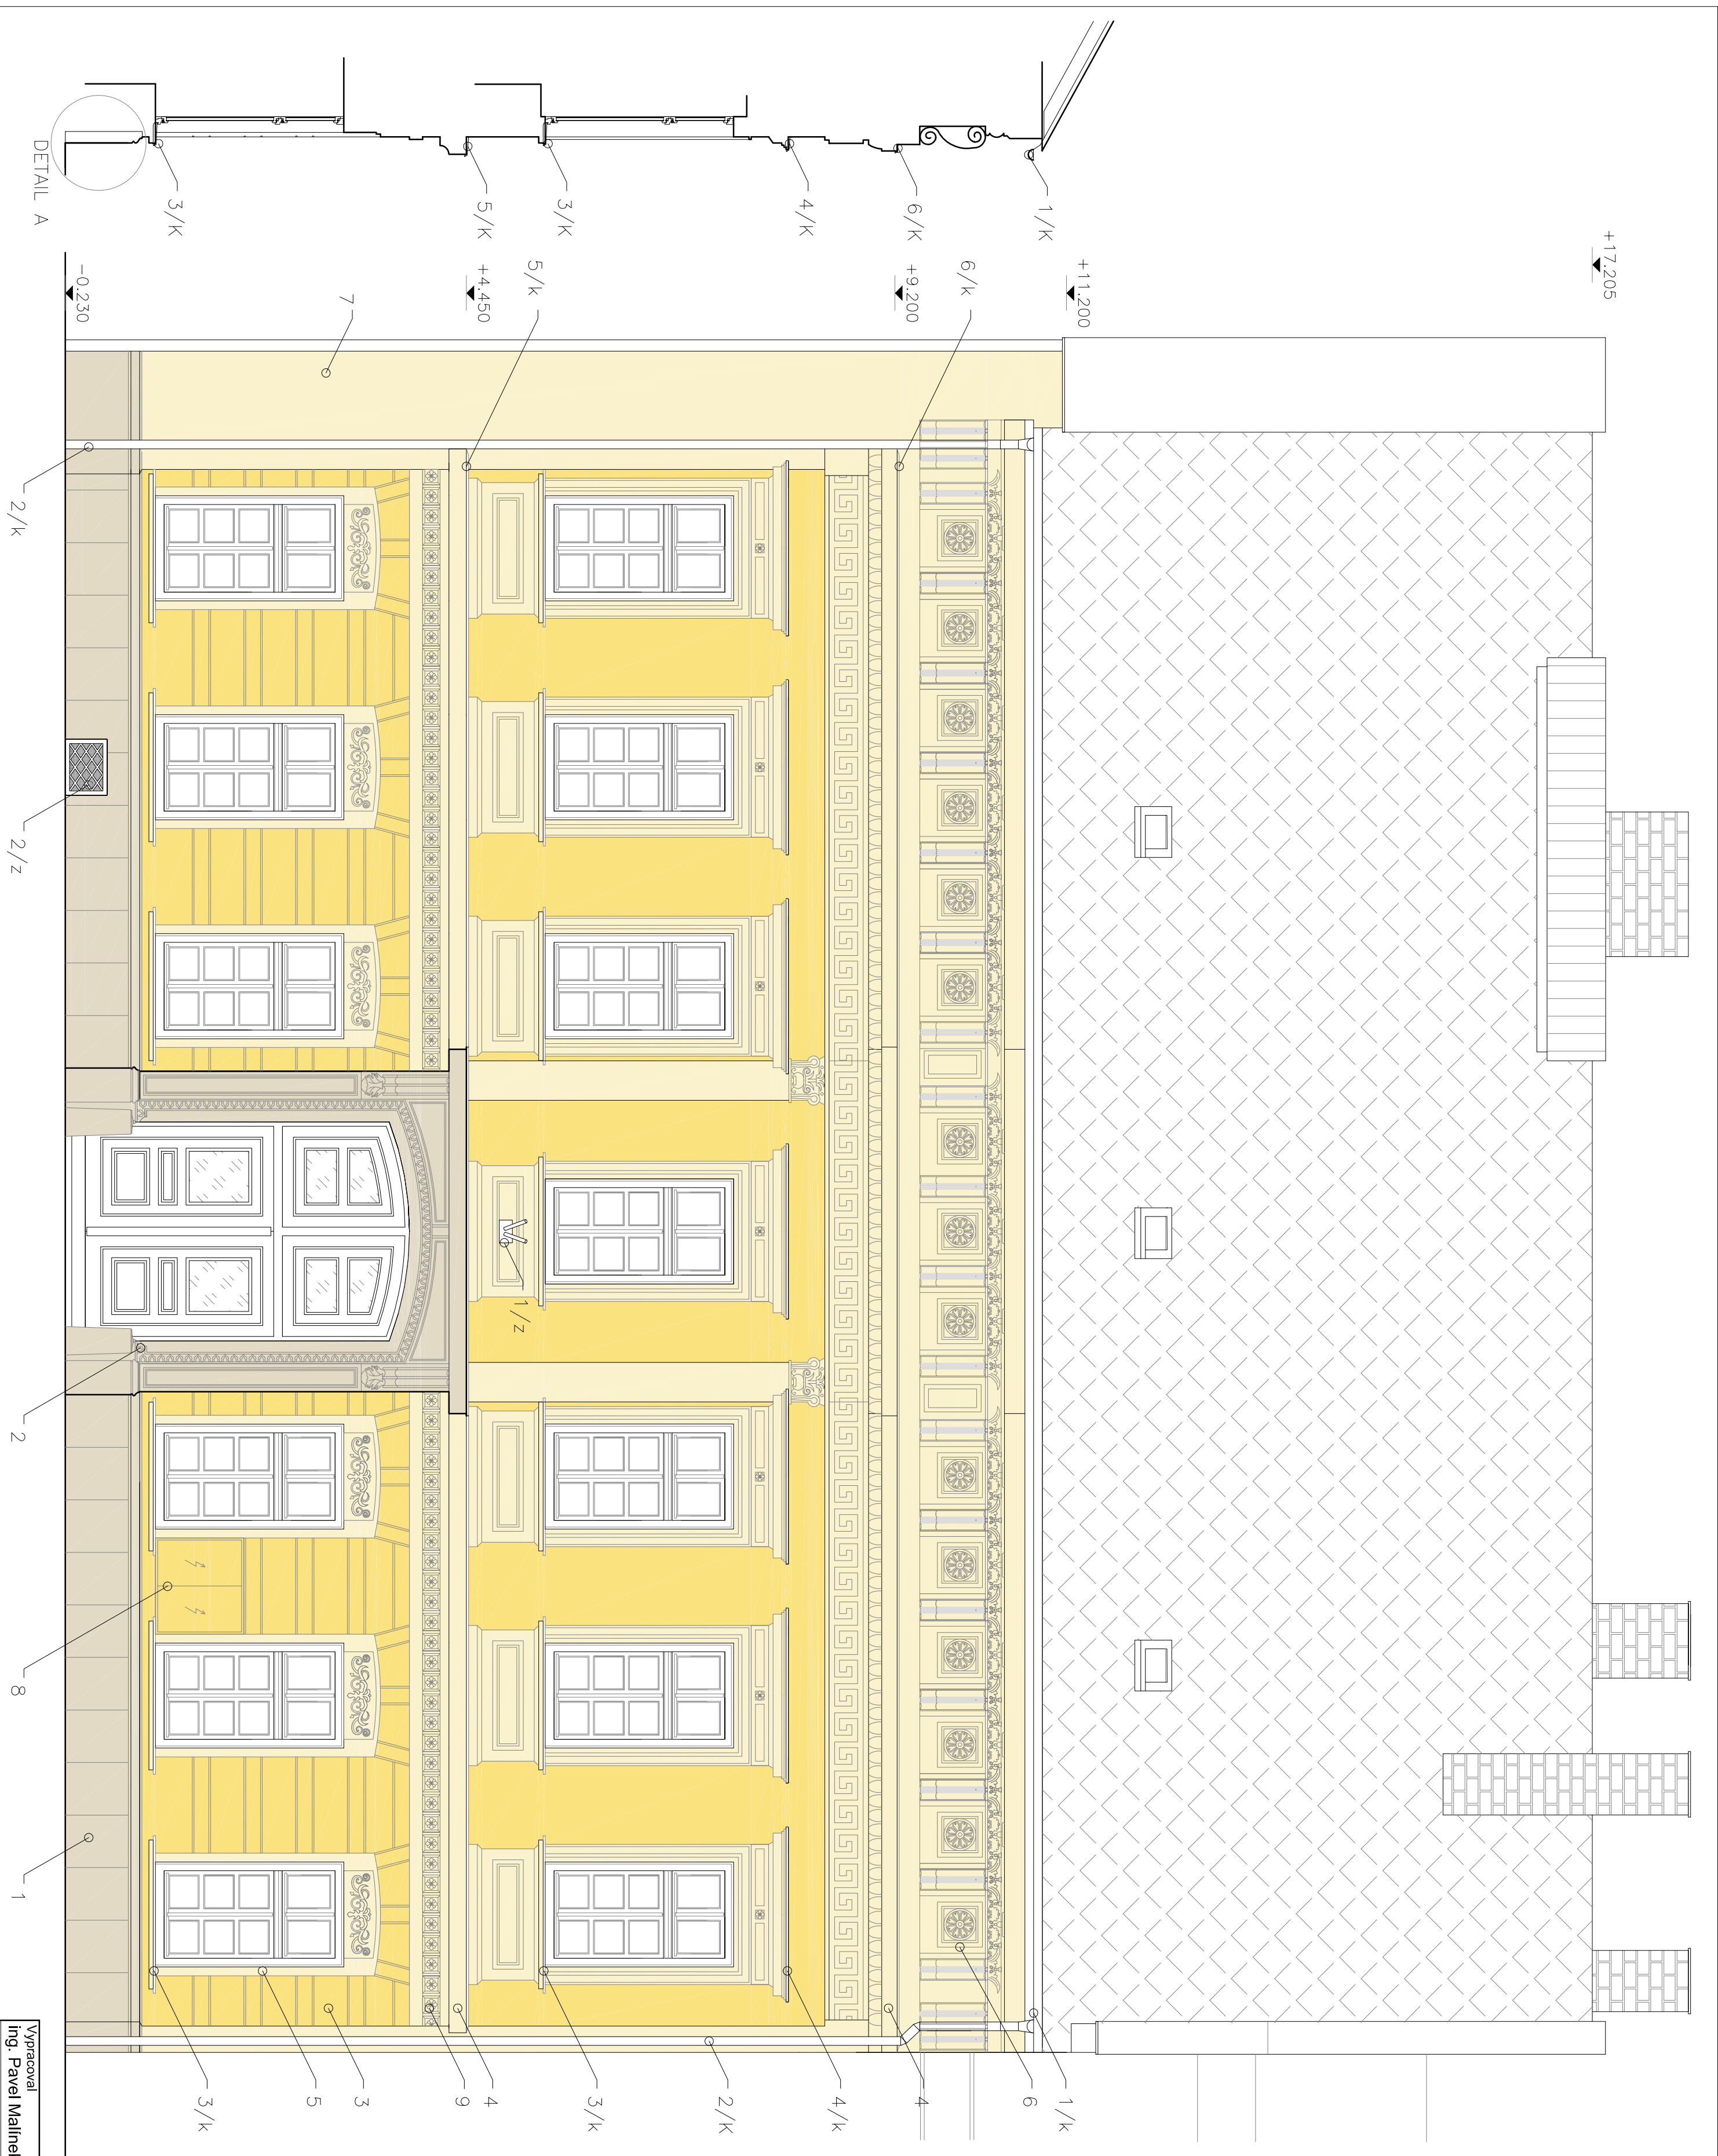 +17.205
+11.200
+9.200
+4.450
-0.230
DETAIL A
1/K
6/K
4/K
3/K
5/K
3/K
6/k
5/k
7
2/k
2/z
1/z
2
8
1
1/k
6
4
4/k
2/K
3/k
4
9
3
5
3/k
Vypracoval
ing. Pavel